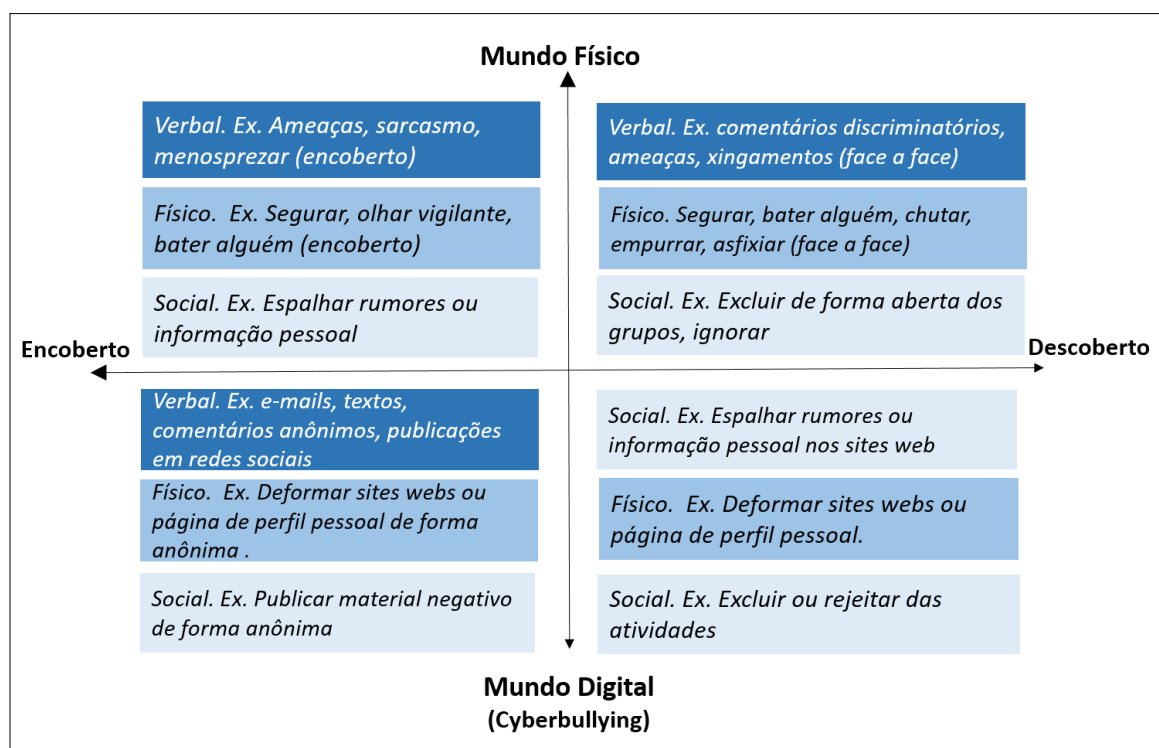 Mundo Físico
Verbal. Ex. Ameaças, sarcasmo,
menosprezar (encoberto)
Verbal. Ex. comentários discriminatórios,
ameaças, xingamentos (face a face)
Físico.  Ex. Segurar, olhar vigilante,
bater alguém (encoberto)
Físico. Segurar, bater alguém, chutar,
empurrar, asfixiar (face a face)
Social. Ex. Espalhar rumores ou
informação pessoal
Social. Ex. Excluir de forma aberta dos
grupos, ignorar
Encoberto
Descoberto
Verbal. Ex. e-mails, textos,
comentários anônimos, publicações
em redes sociais
Social. Ex. Espalhar rumores ou
informação pessoal nos sites web
Físico.  Ex. Deformar sites webs ou
página de perfil pessoal de forma
anônima .
Físico.  Ex. Deformar sites webs ou
página de perfil pessoal.
Social. Ex. Publicar material negativo
de forma anônima
Social. Ex. Excluir ou rejeitar das
atividades
Mundo Digital
(Cyberbullying)